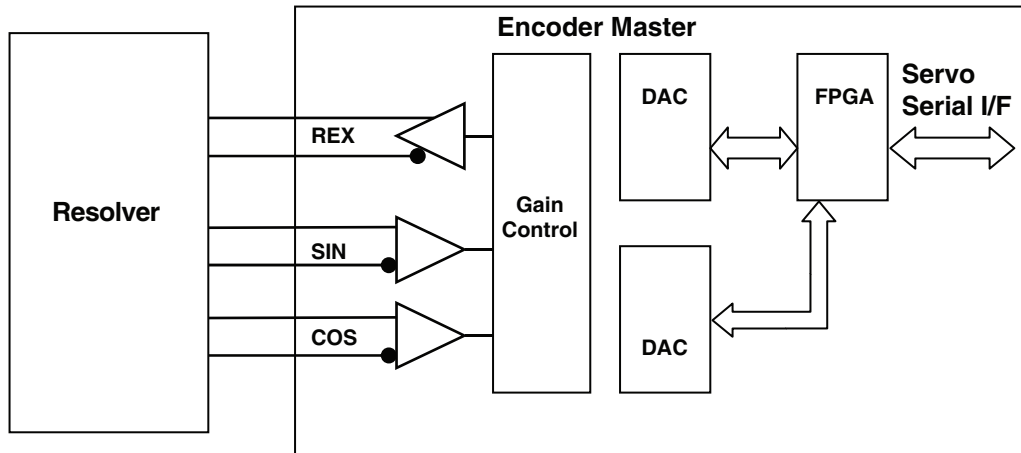 Encoder Master
Resolver
REX
SIN
COS
Gain
Control
DAC
DAC
FPGA
Servo
Serial I/F